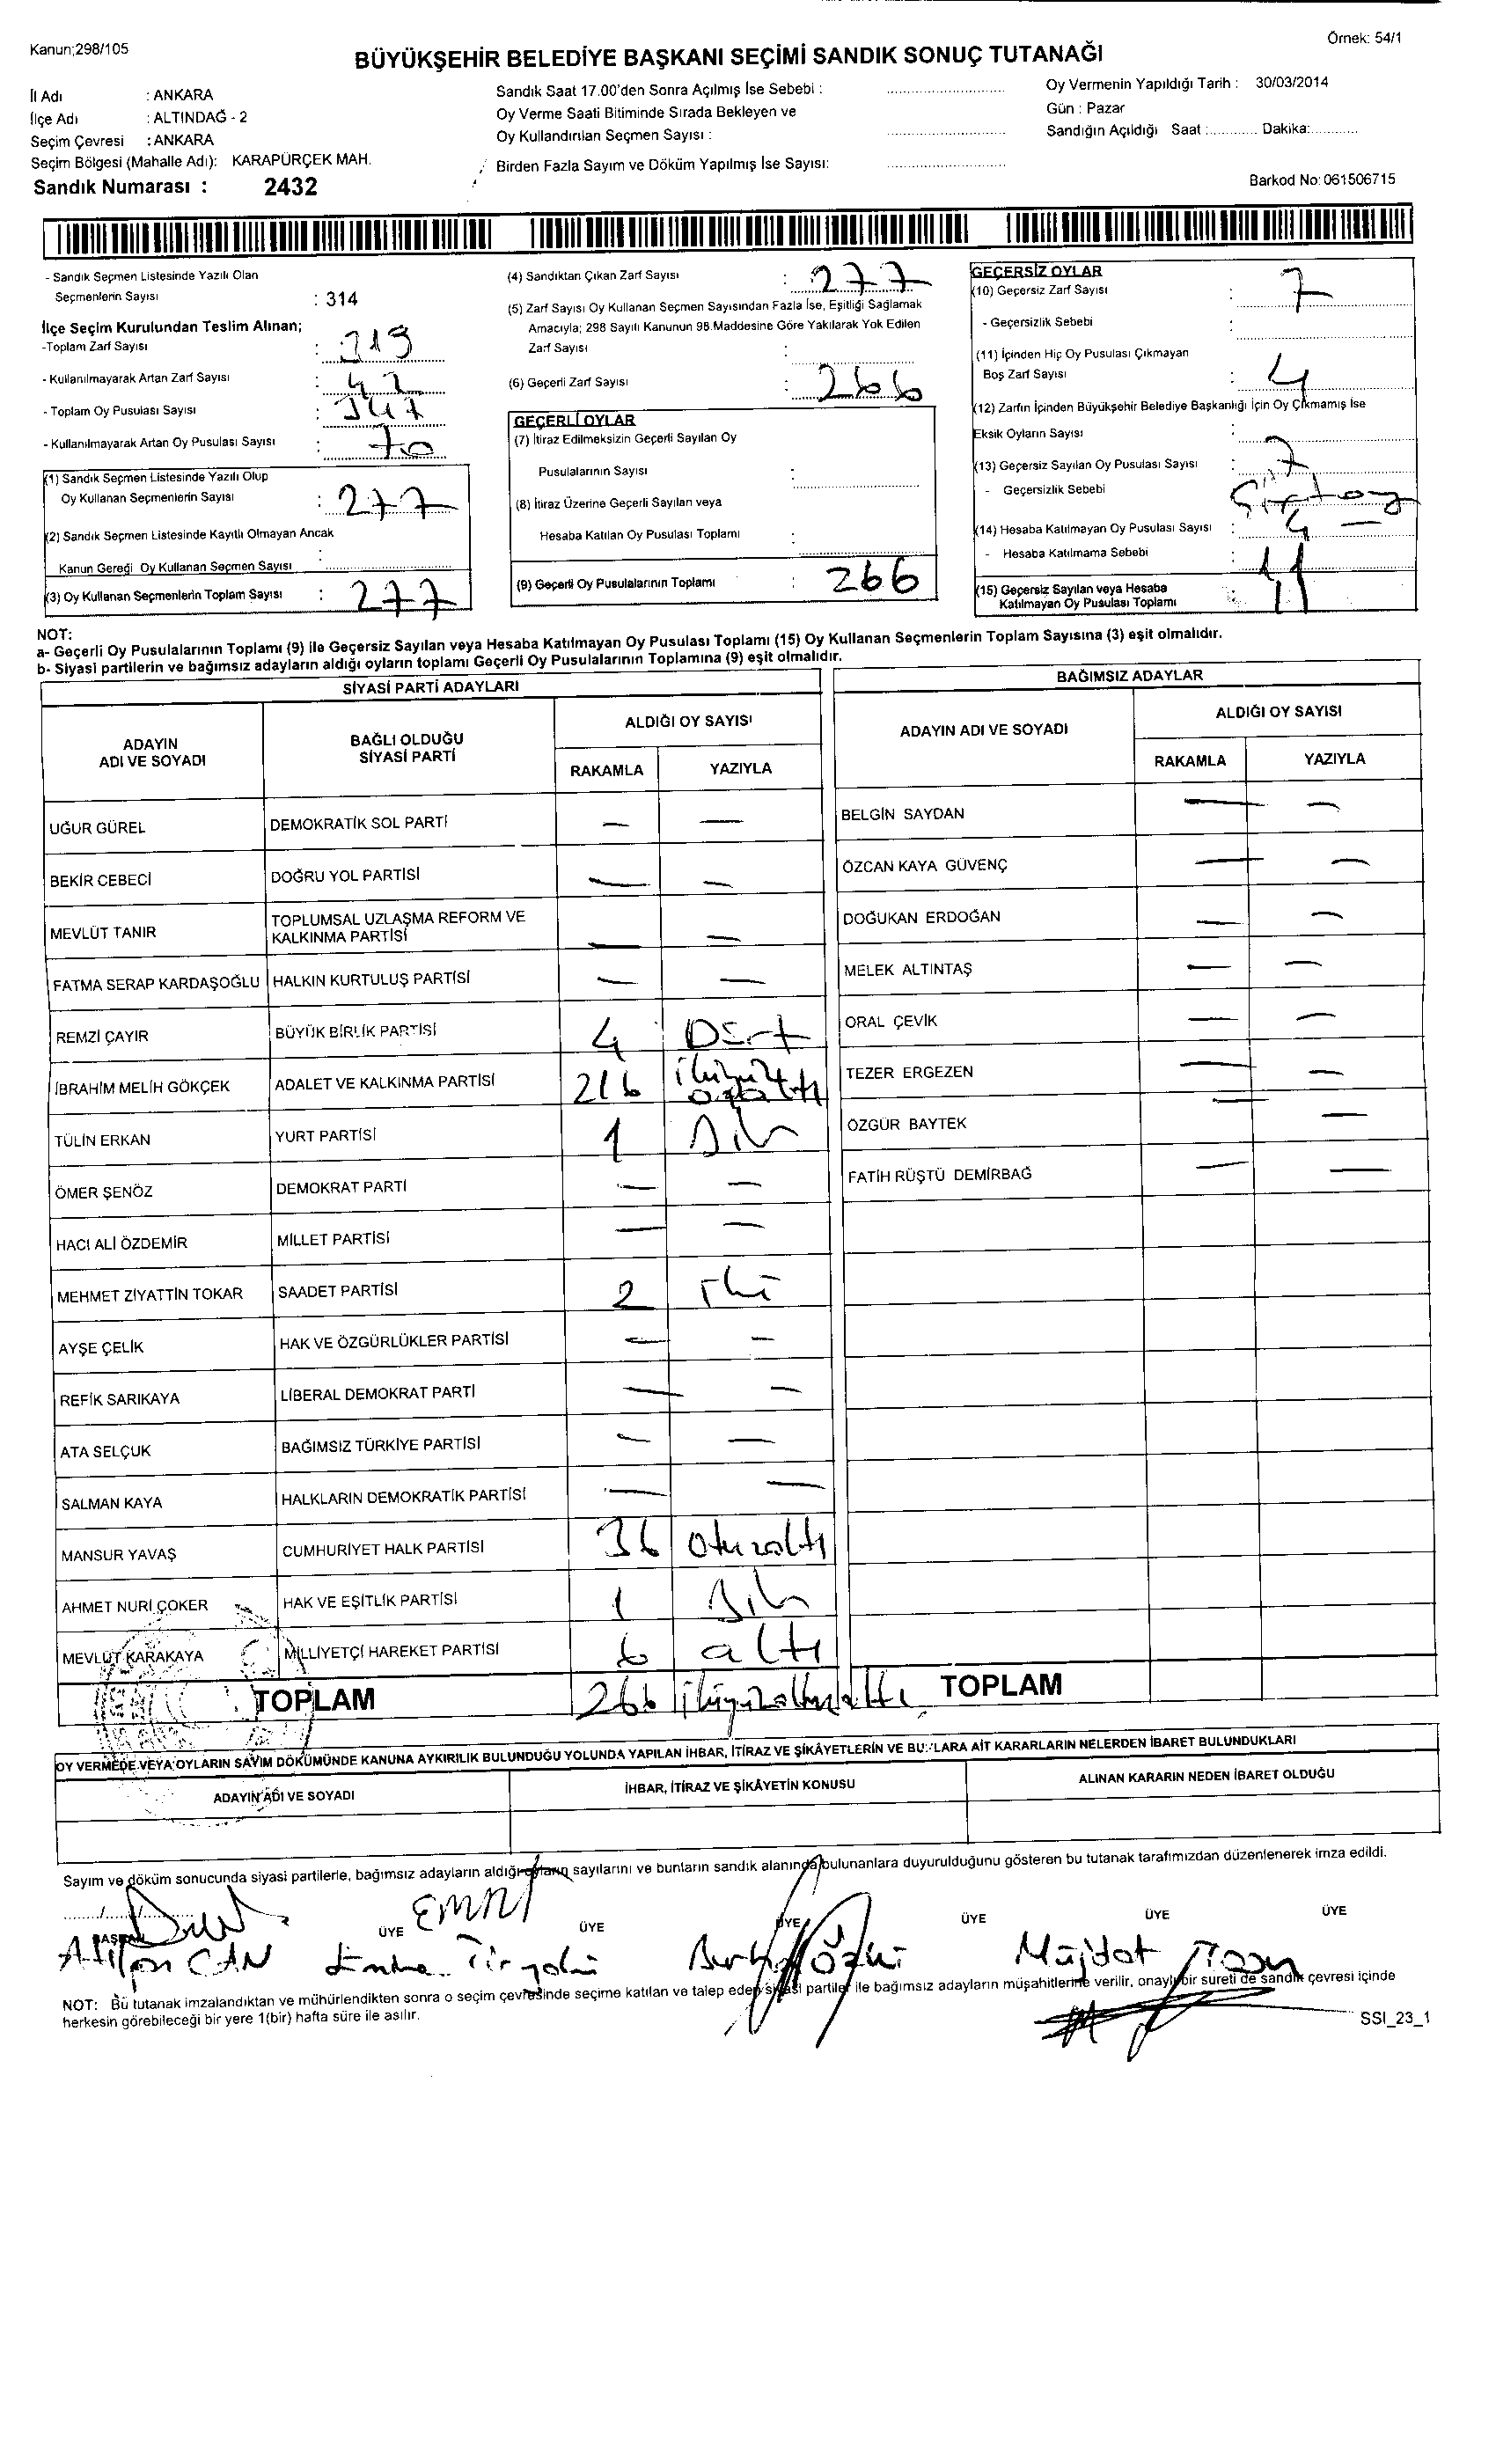 Kanun;298/105
Örnek: 54/1
BÜYÜKŞEHİR BELEDİYE BAŞKANI SEÇİMİ SANDIK SONUÇ TUTANAĞI
İl Adı : ANKARA
İlçe Adı : ALTINDAĞ - 2
Seçim Çevresi : ANKARA
Seçim Bölgesi (Mahalle Adı): KARAPÜRÇEK MAH.
Sandık Numarası : 2432
Sandık Saat 17.00'den Sonra Açılmış İse Sebebi :
Oy Verme Saati Bitiminde Sırada Bekleyen ve
Oy Kullandırılan Seçmen Sayısı :
Birden Fazla Sayım ve Döküm Yapılmış İse Sayısı:
Oy Vermenin Yapıldığı Tarih : 30/03/2014
Gün : Pazar
Sandığın Açıldığı Saat :............ Dakika:............
Barkod No: 061506715
- Sandık Seçmen Listesinde Yazılı Olan
Seçmenlerin Sayısı : 314
İlçe Seçim Kurulundan Teslim Alınan;
-Toplam Zarf Sayısı : 319
- Kullanılmayarak Artan Zarf Sayısı : 42
- Toplam Oy Pusulası Sayısı : 347
- Kullanılmayarak Artan Oy Pusulası Sayısı : 70
(1) Sandık Seçmen Listesinde Yazılı Olup
Oy Kullanan Seçmenlerin Sayısı : 277
(2) Sandık Seçmen Listesinde Kayıtlı Olmayan Ancak
Kanun Gereği Oy Kullanan Seçmen Sayısı :
(3) Oy Kullanan Seçmenlerin Toplam Sayısı : 277
(4) Sandıktan Çıkan Zarf Sayısı : 277
(5) Zarf Sayısı Oy Kullanan Seçmen Sayısından Fazla İse, Eşitliği Sağlamak
Amacıyla; 298 Sayılı Kanunun 98.Maddesine Göre Yakılarak Yok Edilen
Zarf Sayısı :
(6) Geçerli Zarf Sayısı : 266
GEÇERLİ OYLAR
(7) İtiraz Edilmeksizin Geçerli Sayılan Oy
Pusulalarının Sayısı :
(8) İtiraz Üzerine Geçerli Sayılan veya
Hesaba Katılan Oy Pusulası Toplamı :
(9) Geçerli Oy Pusulalarının Toplamı : 266
GEÇERSİZ OYLAR
(10) Geçersiz Zarf Sayısı : 7
- Geçersizlik Sebebi :
(11) İçinden Hiç Oy Pusulası Çıkmayan
Boş Zarf Sayısı : 4
(12) Zarfın İçinden Büyükşehir Belediye Başkanlığı İçin Oy Çıkmamış İse
Eksik Oyların Sayısı :
(13) Geçersiz Sayılan Oy Pusulası Sayısı : 7
- Geçersizlik Sebebi
(14) Hesaba Katılmayan Oy Pusulası Sayısı : 4 —
- Hesaba Katılmama Sebebi :
(15) Geçersiz Sayılan veya Hesaba
Katılmayan Oy Pusulası Toplamı : 11
NOT:
a- Geçerli Oy Pusulalarının Toplamı (9) ile Geçersiz Sayılan veya Hesaba Katılmayan Oy Pusulası Toplamı (15) Oy Kullanan Seçmenlerin Toplam Sayısına (3) eşit olmalıdır.
b- Siyasi partilerin ve bağımsız adayların aldığı oyların toplamı Geçerli Oy Pusulalarının Toplamına (9) eşit olmalıdır.
SİYASİ PARTİ ADAYLARI
ADAYIN ADI VE SOYADI BAĞLI OLDUĞU SİYASİ PARTİ ALDIĞI OY SAYISI
RAKAMLA YAZIYLA
UĞUR GÜREL DEMOKRATİK SOL PARTİ — —
BEKİR CEBECİ DOĞRU YOL PARTİSİ — —
MEVLÜT TANIR TOPLUMSAL UZLAŞMA REFORM VE KALKINMA PARTİSİ — —
FATMA SERAP KARDAŞOĞLU HALKIN KURTULUŞ PARTİSİ — —
REMZİ ÇAYIR BÜYÜK BİRLİK PARTİSİ 4 Dört
İBRAHİM MELİH GÖKÇEK ADALET VE KALKINMA PARTİSİ 216 ikiyüz onaltı
TÜLİN ERKAN YURT PARTİSİ 1 Bir
ÖMER ŞENÖZ DEMOKRAT PARTİ — —
HACI ALİ ÖZDEMİR MİLLET PARTİSİ — —
MEHMET ZİYATTİN TOKAR SAADET PARTİSİ 2 iki
AYŞE ÇELİK HAK VE ÖZGÜRLÜKLER PARTİSİ — —
REFİK SARIKAYA LİBERAL DEMOKRAT PARTİ — —
ATA SELÇUK BAĞIMSIZ TÜRKİYE PARTİSİ — —
SALMAN KAYA HALKLARIN DEMOKRATİK PARTİSİ — —
MANSUR YAVAŞ CUMHURİYET HALK PARTİSİ 36 otuzaltı
AHMET NURİ ÇOKER HAK VE EŞİTLİK PARTİSİ 1 Bir
MEVLÜT KARAKAYA MİLLİYETÇİ HAREKET PARTİSİ 6 altı
TOPLAM 266 ikiyüzaltmışaltı
BAĞIMSIZ ADAYLAR
ADAYIN ADI VE SOYADI ALDIĞI OY SAYISI
RAKAMLA YAZIYLA
BELGİN SAYDAN — —
ÖZCAN KAYA GÜVENÇ — —
DOĞUKAN ERDOĞAN — —
MELEK ALTINTAŞ — —
ORAL ÇEVİK — —
TEZER ERGEZEN — —
ÖZGÜR BAYTEK — —
FATİH RÜŞTÜ DEMİRBAĞ — —
TOPLAM
OY VERMEDE VEYA OYLARIN SAYIM DÖKÜMÜNDE KANUNA AYKIRILIK BULUNDUĞU YOLUNDA YAPILAN İHBAR, İTİRAZ VE ŞİKÂYETLERİN VE BUNLARA AİT KARARLARIN NELERDEN İBARET BULUNDUKLARI
ADAYIN ADI VE SOYADI İHBAR, İTİRAZ VE ŞİKÂYETİN KONUSU ALINAN KARARIN NEDEN İBARET OLDUĞU
Sayım ve döküm sonucunda siyasi partilerle, bağımsız adayların aldığı oyların sayılarını ve bunların sandık alanında bulunanlara duyurulduğunu gösteren bu tutanak tarafımızdan düzenlenerek imza edildi.
BAŞKAN ÜYE ÜYE ÜYE ÜYE ÜYE ÜYE
CAN Müjdat
NOT: Bu tutanak imzalandıktan ve mühürlendikten sonra o seçim çevresinde seçime katılan ve talep eden siyasi partiler ile bağımsız adayların müşahitlerine verilir, onaylı bir sureti de sandık çevresi içinde
herkesin görebileceği bir yere 1(bir) hafta süre ile asılır.
SSI_23_1